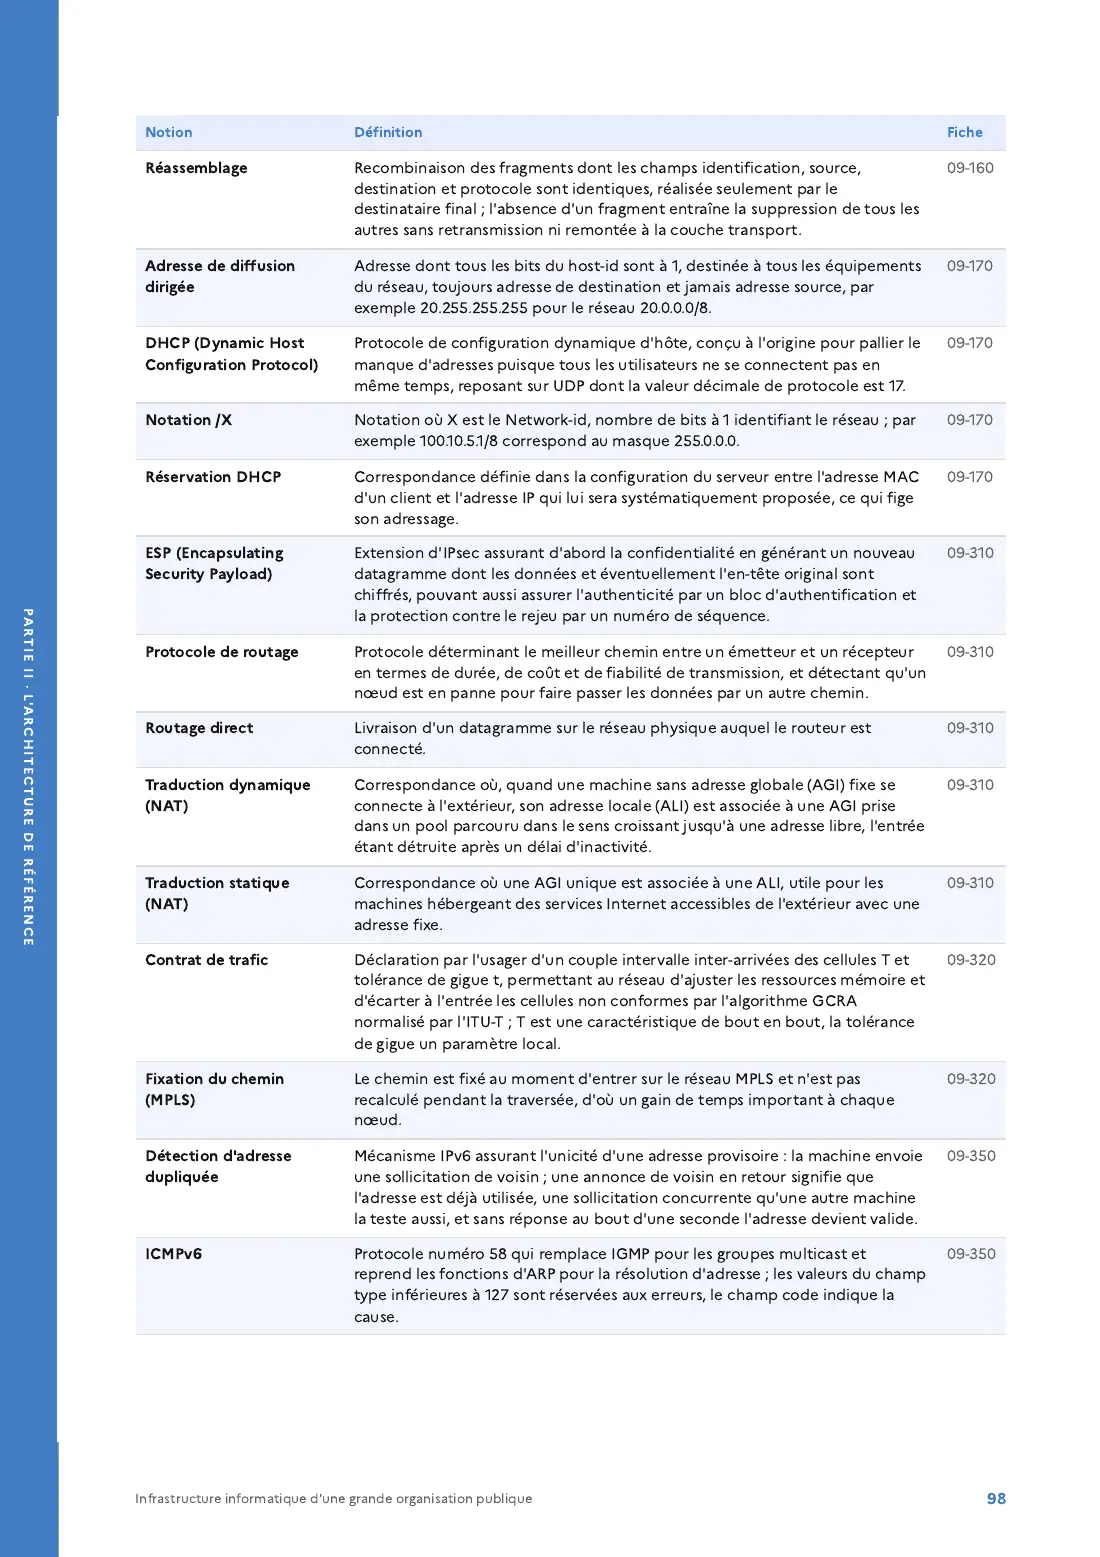 Notion Définition Fiche
Réassemblage Recombinaison des fragments dont les champs identification, source, 09-160
destination et protocole sont identiques, réalisée seulement par le
destinataire final ; l'absence d'un fragment entraîne la suppression de tous les
autres sans retransmission ni remontée à la couche transport.
Adresse de diffusion Adresse dont tous les bits du host-id sont à 1, destinée à tous les équipements 09-170
dirigée du réseau, toujours adresse de destination et jamais adresse source, par
exemple 20.255.255.255 pour le réseau 20.0.0.0/8.
DHCP (Dynamic Host Protocole de configuration dynamique d'hôte, conçu à l'origine pour pallier le 09-170
Configuration Protocol) manque d'adresses puisque tous les utilisateurs ne se connectent pas en
même temps, reposant sur UDP dont la valeur décimale de protocole est 17.
Notation /X Notation où X est le Network-id, nombre de bits à 1 identifiant le réseau ; par 09-170
exemple 100.10.5.1/8 correspond au masque 255.0.0.0.
Réservation DHCP Correspondance définie dans la configuration du serveur entre l'adresse MAC 09-170
d'un client et l'adresse IP qui lui sera systématiquement proposée, ce qui fige
son adressage.
ESP (Encapsulating Extension d'IPsec assurant d'abord la confidentialité en générant un nouveau 09-310
Security Payload) datagramme dont les données et éventuellement l'en-tête original sont
chiffrés, pouvant aussi assurer l'authenticité par un bloc d'authentification et
la protection contre le rejeu par un numéro de séquence.
Protocole de routage Protocole déterminant le meilleur chemin entre un émetteur et un récepteur 09-310
en termes de durée, de coût et de fiabilité de transmission, et détectant qu'un
nœud est en panne pour faire passer les données par un autre chemin.
Routage direct Livraison d'un datagramme sur le réseau physique auquel le routeur est 09-310
connecté.
Traduction dynamique Correspondance où, quand une machine sans adresse globale (AGI) fixe se 09-310
(NAT) connecte à l'extérieur, son adresse locale (ALI) est associée à une AGI prise
dans un pool parcouru dans le sens croissant jusqu'à une adresse libre, l'entrée
étant détruite après un délai d'inactivité.
Traduction statique Correspondance où une AGI unique est associée à une ALI, utile pour les 09-310
(NAT) machines hébergeant des services Internet accessibles de l'extérieur avec une
adresse fixe.
Contrat de trafic Déclaration par l'usager d'un couple intervalle inter-arrivées des cellules T et 09-320
tolérance de gigue t, permettant au réseau d'ajuster les ressources mémoire et
d'écarter à l'entrée les cellules non conformes par l'algorithme GCRA
normalisé par l'ITU-T ; T est une caractéristique de bout en bout, la tolérance
de gigue un paramètre local.
Fixation du chemin Le chemin est fixé au moment d'entrer sur le réseau MPLS et n'est pas 09-320
(MPLS) recalculé pendant la traversée, d'où un gain de temps important à chaque
nœud.
Détection d'adresse Mécanisme IPv6 assurant l'unicité d'une adresse provisoire : la machine envoie 09-350
dupliquée une sollicitation de voisin ; une annonce de voisin en retour signifie que
l'adresse est déjà utilisée, une sollicitation concurrente qu'une autre machine
la teste aussi, et sans réponse au bout d'une seconde l'adresse devient valide.
ICMPv6 Protocole numéro 58 qui remplace IGMP pour les groupes multicast et 09-350
reprend les fonctions d'ARP pour la résolution d'adresse ; les valeurs du champ
type inférieures à 127 sont réservées aux erreurs, le champ code indique la
cause.
PARTIE II · L'ARCHITECTURE DE RÉFÉRENCE
Infrastructure informatique d'une grande organisation publique 98